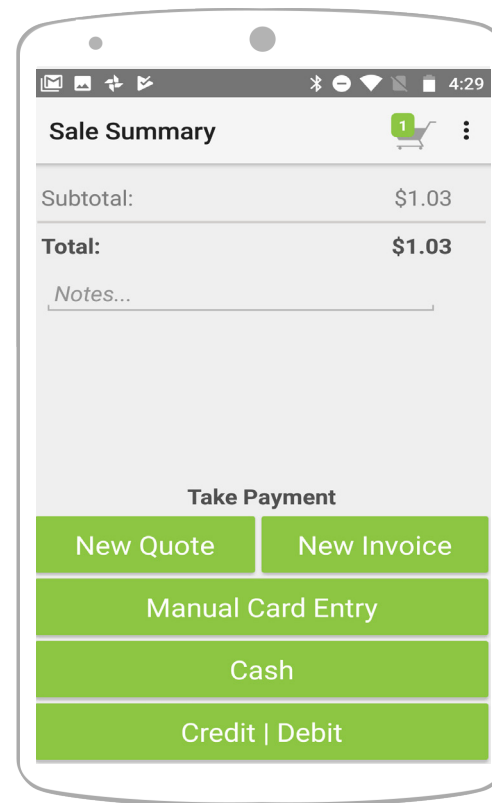 4:29
Sale Summary
1
Subtotal: $1.03
Total: $1.03
Notes...
Take Payment
New Quote New Invoice
Manual Card Entry
Cash
Credit | Debit